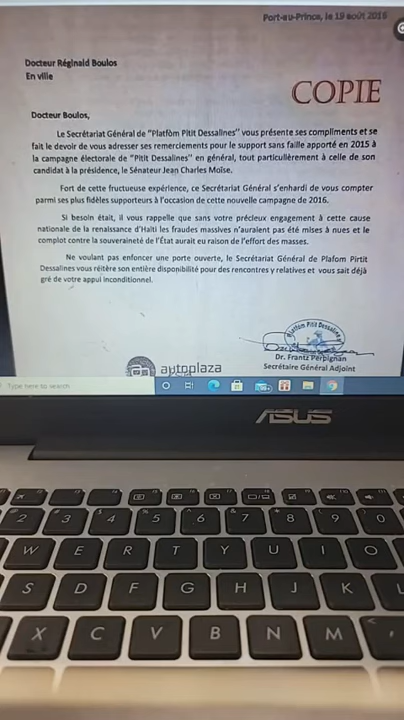 Port-au-Prince, le 19 août 2016
Docteur Réginald Boulos
En ville
COPIE
Docteur Boulos,
Le Secrétariat Général de "Platfòm Pitit Dessalines" vous présente ses compliments et se
fait le devoir de vous adresser ses remerciements pour le support sans faille apporté en 2015 à
la campagne électorale de "Pitit Dessalines" en général, tout particulièrement à celle de son
candidat à la présidence, le Sénateur Jean Charles Moïse.
Fort de cette fructueuse expérience, ce Secrétariat Général s'enhardi de vous compter
parmi ses plus fidèles supporteurs à l'occasion de cette nouvelle campagne de 2016.
Si besoin était, il vous rappelle que sans votre précieux engagement à cette cause
nationale de la renaissance d'Haïti les fraudes massives n'auraient pas été mises à nues et le
complot contre la souveraineté de l'État aurait eu raison de l'effort des masses.
Ne voulant pas enfoncer une porte ouverte, le Secrétariat Général de Plafom Pirtit
Dessalines vous réitère son entière disponibilité pour des rencontres y relatives et vous sait déjà
gré de votre appui inconditionnel.
Platfòm Pitit Dessalines
Dr. Frantz Perpignan
Secrétaire Général Adjoint
autoplaza
Type here to search
ASUS
2 3 4 5 6 7 8 9 0
W E R T Y U I O
S D F G H J K L
X C V B N M